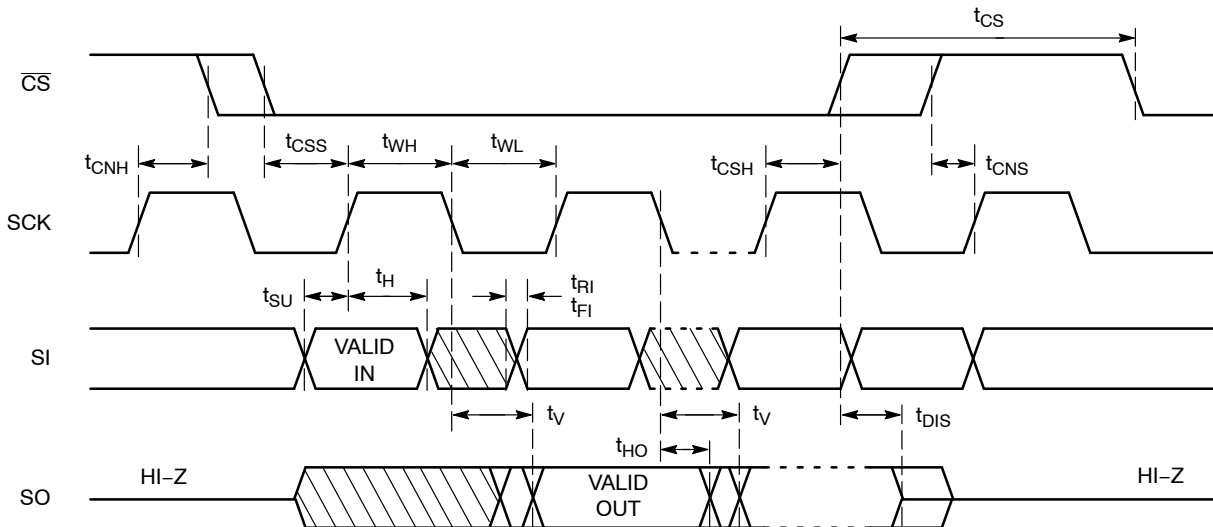 tCS
CS
tCNH
tCSS
tWH
tWL
tCSH
tCNS
SCK
tSU
tH
tRI
tFI
SI
VALID
IN
tV
tV
tDIS
tHO
SO
HI–Z
VALID
OUT
HI–Z